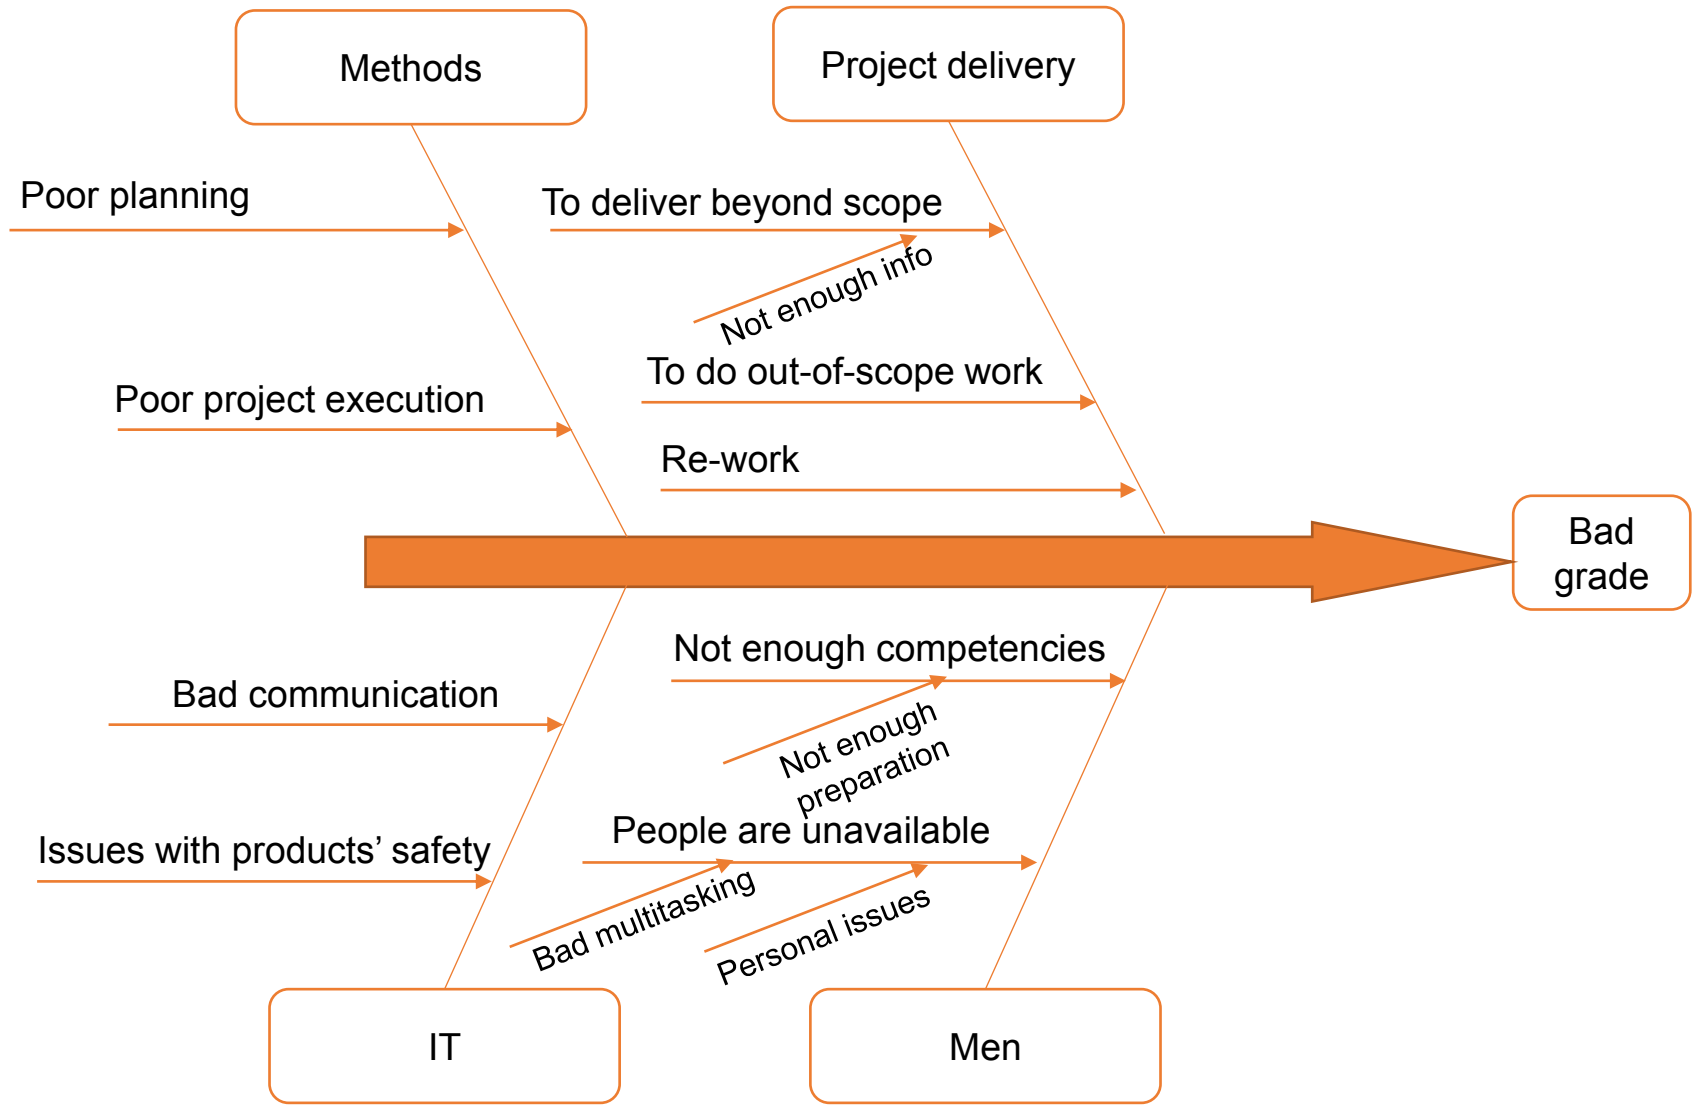 Methods
Project delivery
Poor planning
To deliver beyond scope
Not enough info
To do out-of-scope work
Poor project execution
Re-work
Bad
grade
Not enough competencies
Bad communication
Not enough
preparation
People are unavailable
Issues with products’ safety
Bad multitasking
Personal issues
IT
Men